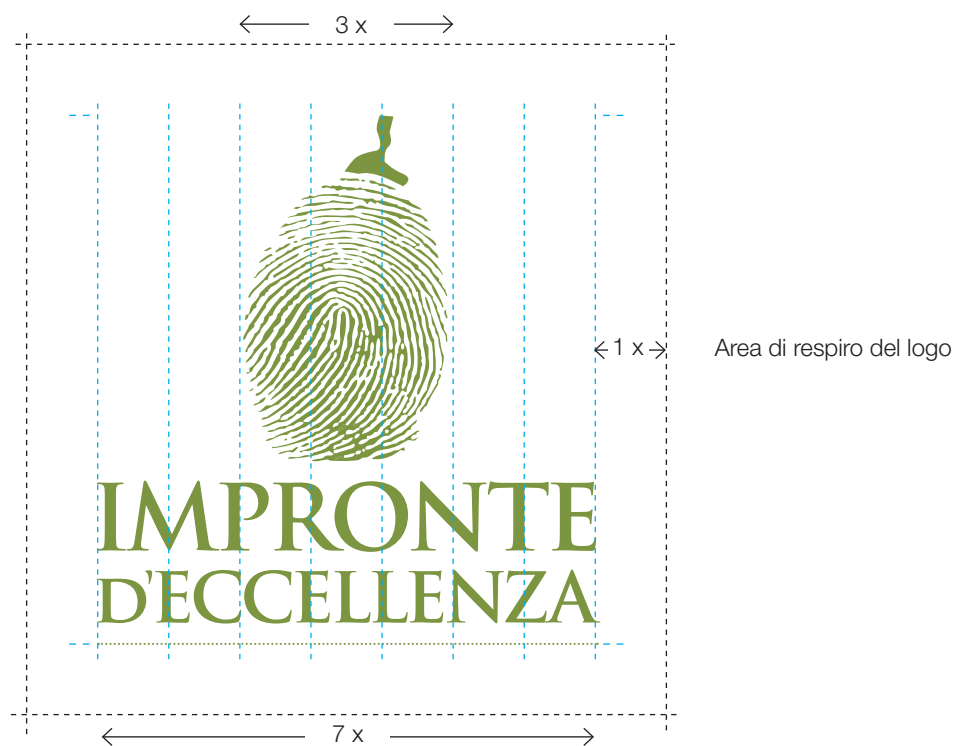 3 x
1 x
Area di respiro del logo
IMPRONTE
D'ECCELLENZA
7 x